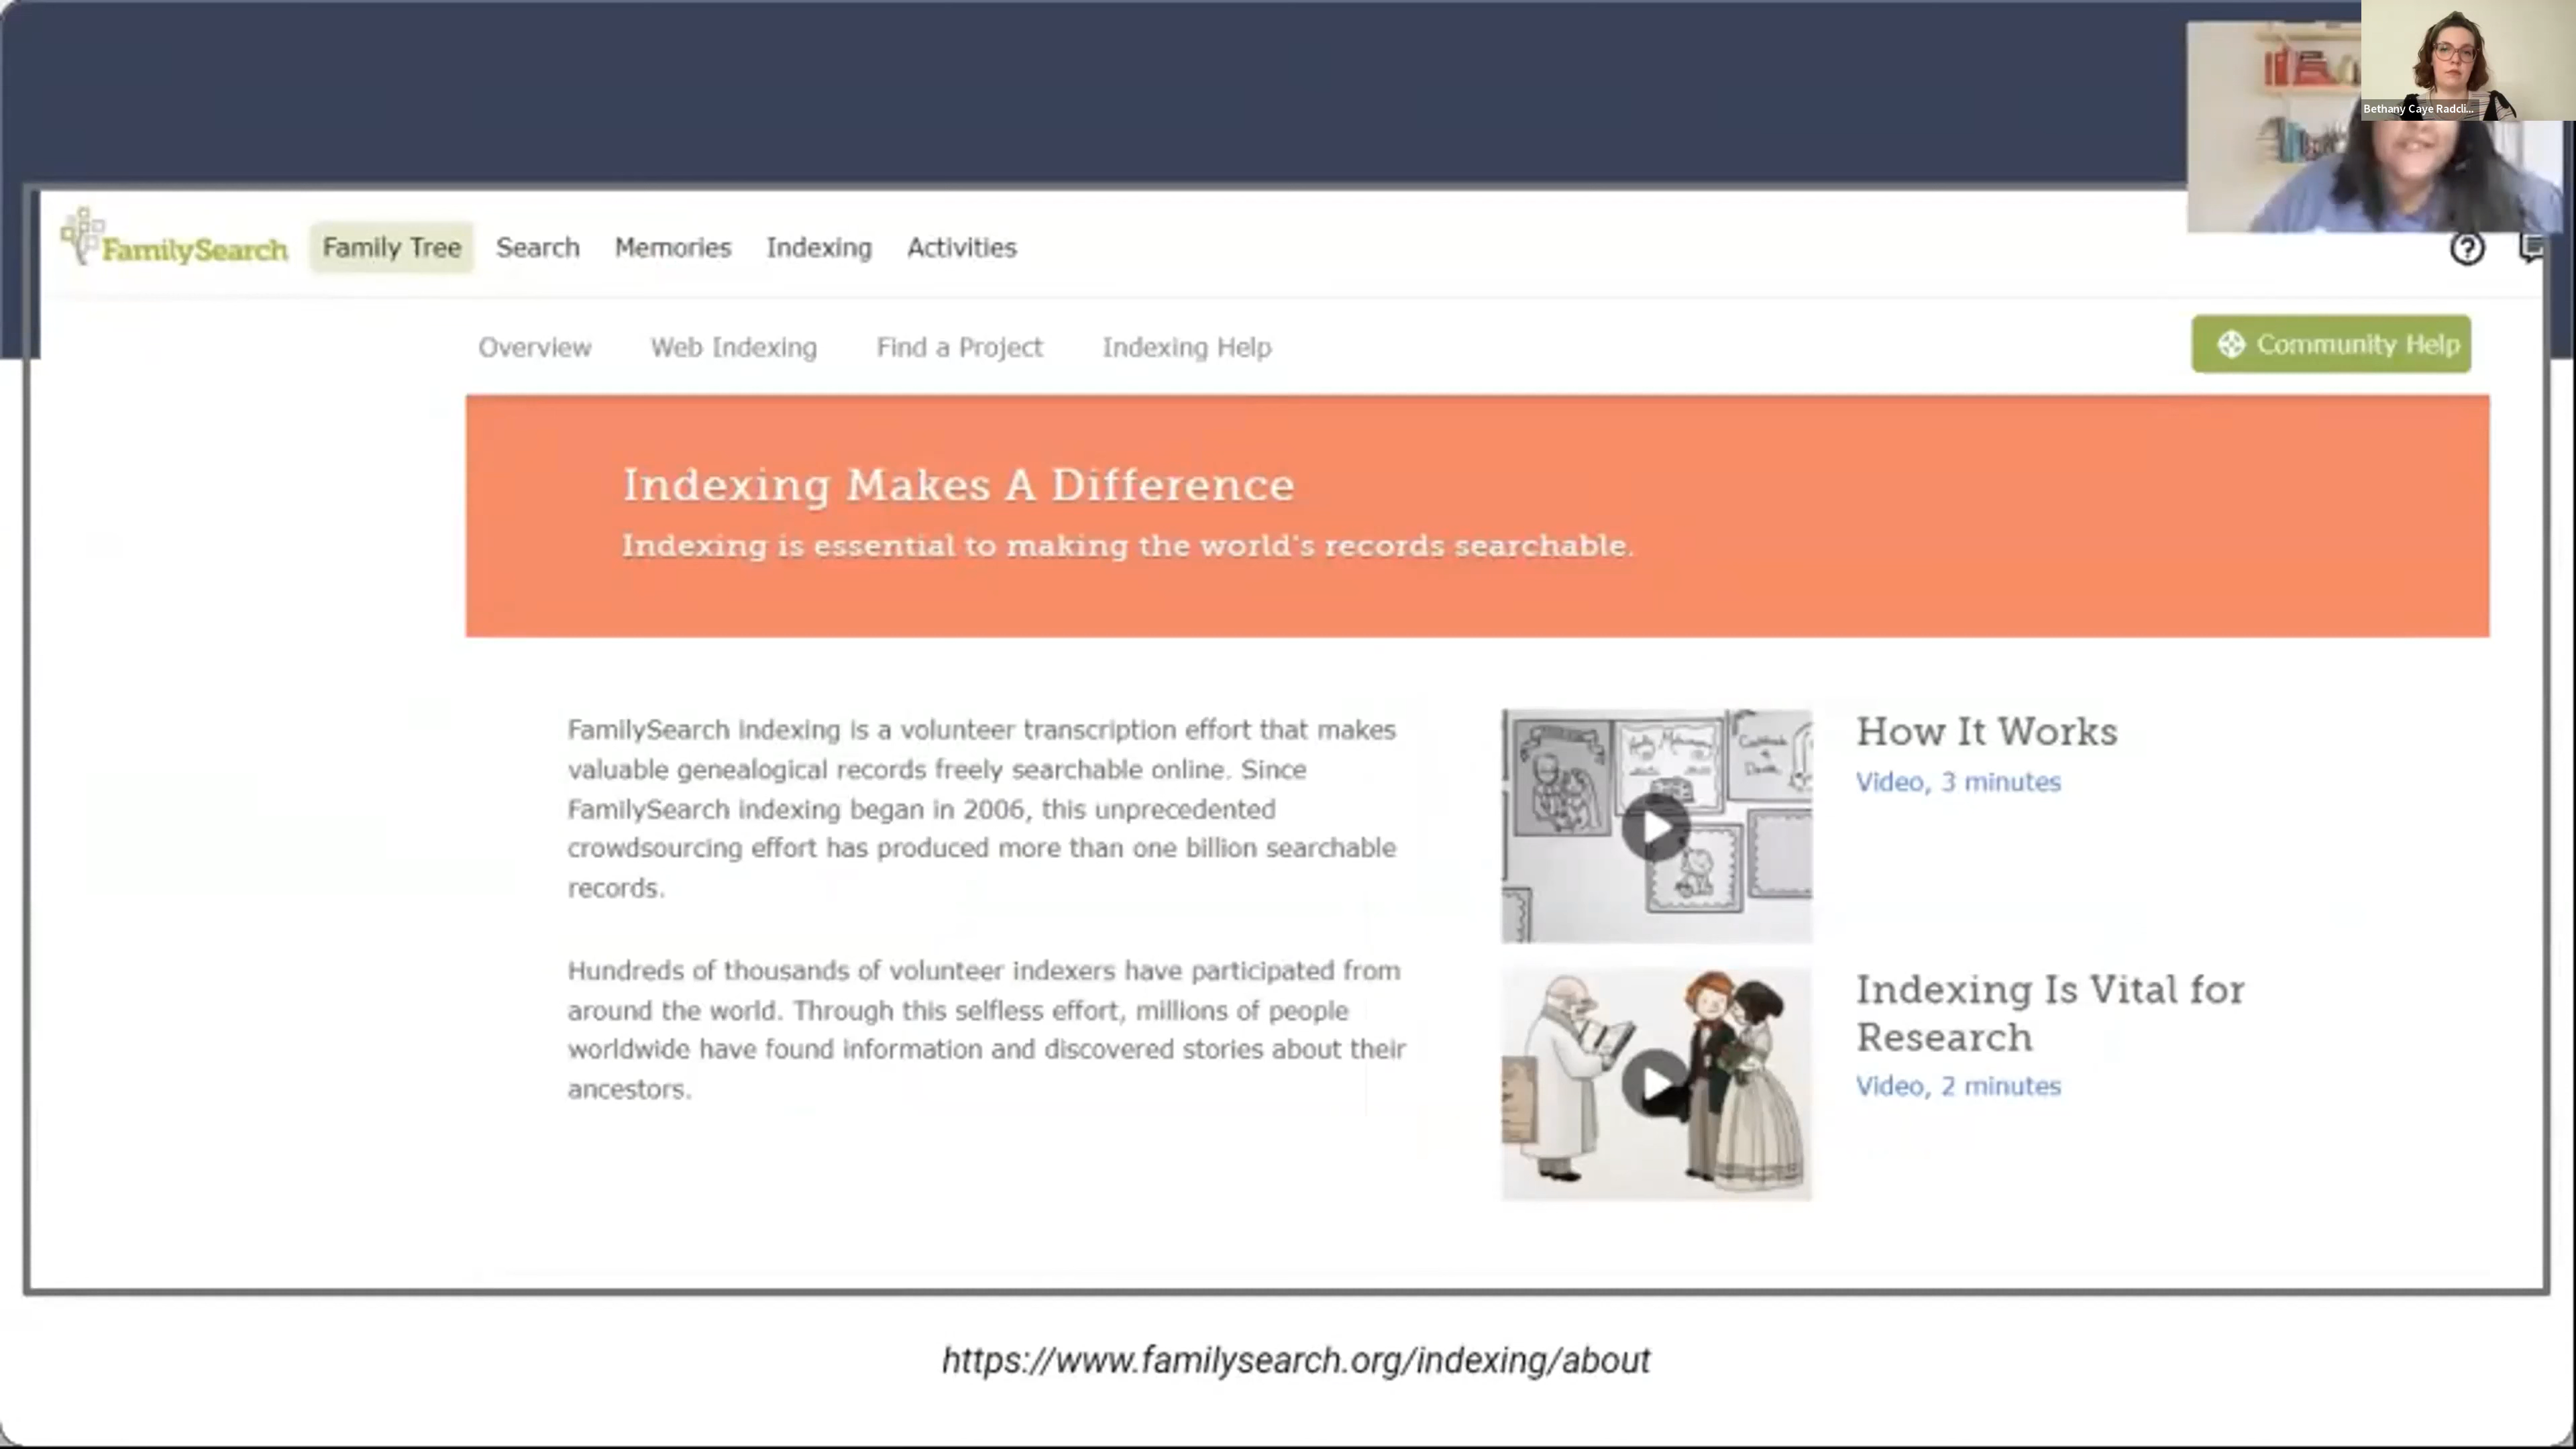 Bethany Caye Radcli...
FamilySearch
Family Tree
Search
Memories
Indexing
Activities
Overview
Web Indexing
Find a Project
Indexing Help
Community Help
Indexing Makes A Difference
Indexing is essential to making the world's records searchable.
FamilySearch indexing is a volunteer transcription effort that makes
valuable genealogical records freely searchable online. Since
FamilySearch indexing began in 2006, this unprecedented
crowdsourcing effort has produced more than one billion searchable
records.
Hundreds of thousands of volunteer indexers have participated from
around the world. Through this selfless effort, millions of people
worldwide have found information and discovered stories about their
ancestors.
How It Works
Video, 3 minutes
Indexing Is Vital for
Research
Video, 2 minutes
https://www.familysearch.org/indexing/about